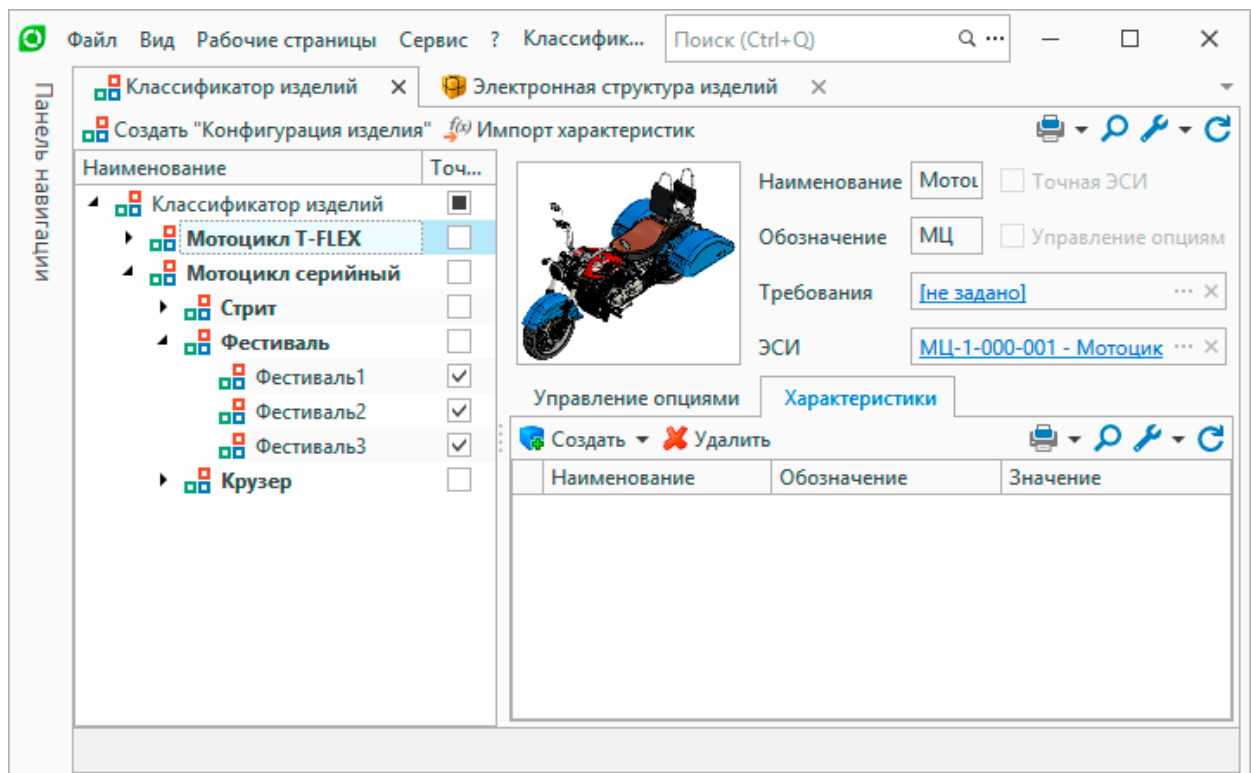 Файл Вид Рабочие страницы Сервис ? Классифик... Поиск (Ctrl+Q)
Панель навигации
Классификатор изделий Электронная структура изделий
Создать "Конфигурация изделия" f(x) Импорт характеристик
Наименование Точ...
Классификатор изделий
Мотоцикл T-FLEX
Мотоцикл серийный
Стрит
Фестиваль
Фестиваль1
Фестиваль2
Фестиваль3
Крузер
Наименование Мотоц Точная ЭСИ
Обозначение МЦ Управление опциям
Требования [не задано] ...
ЭСИ МЦ-1-000-001 - Мотоцик ...
Управление опциями Характеристики
Создать Удалить
Наименование Обозначение Значение